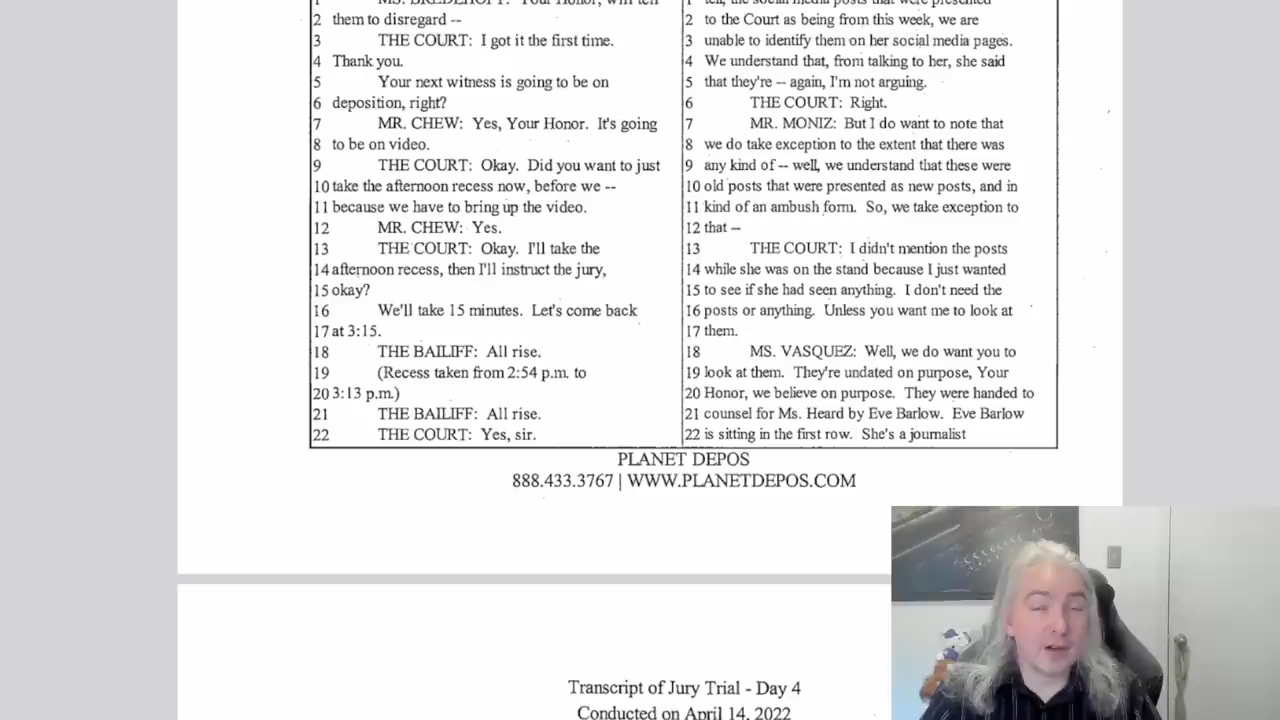 1 MS. BREDEHOFT: Your Honor, will tell
2 them to disregard --
3 THE COURT: I got it the first time.
4 Thank you.
5 Your next witness is going to be on
6 deposition, right?
7 MR. CHEW: Yes, Your Honor. It's going
8 to be on video.
9 THE COURT: Okay. Did you want to just
10 take the afternoon recess now, before we --
11 because we have to bring up the video.
12 MR. CHEW: Yes.
13 THE COURT: Okay. I'll take the
14 afternoon recess, then I'll instruct the jury,
15 okay?
16 We'll take 15 minutes. Let's come back
17 at 3:15.
18 THE BAILIFF: All rise.
19 (Recess taken from 2:54 p.m. to
20 3:13 p.m.)
21 THE BAILIFF: All rise.
22 THE COURT: Yes, sir.
1 tell, the social media posts that were presented
2 to the Court as being from this week, we are
3 unable to identify them on her social media pages.
4 We understand that, from talking to her, she said
5 that they're -- again, I'm not arguing.
6 THE COURT: Right.
7 MR. MONIZ: But I do want to note that
8 we do take exception to the extent that there was
9 any kind of -- well, we understand that these were
10 old posts that were presented as new posts, and in
11 kind of an ambush form. So, we take exception to
12 that --
13 THE COURT: I didn't mention the posts
14 while she was on the stand because I just wanted
15 to see if she had seen anything. I don't need the
16 posts or anything. Unless you want me to look at
17 them.
18 MS. VASQUEZ: Well, we do want you to
19 look at them. They're undated on purpose, Your
20 Honor, we believe on purpose. They were handed to
21 counsel for Ms. Heard by Eve Barlow. Eve Barlow
22 is sitting in the first row. She's a journalist
PLANET DEPOS
888.433.3767 | WWW.PLANETDEPOS.COM
Transcript of Jury Trial - Day 4
Conducted on April 14, 2022